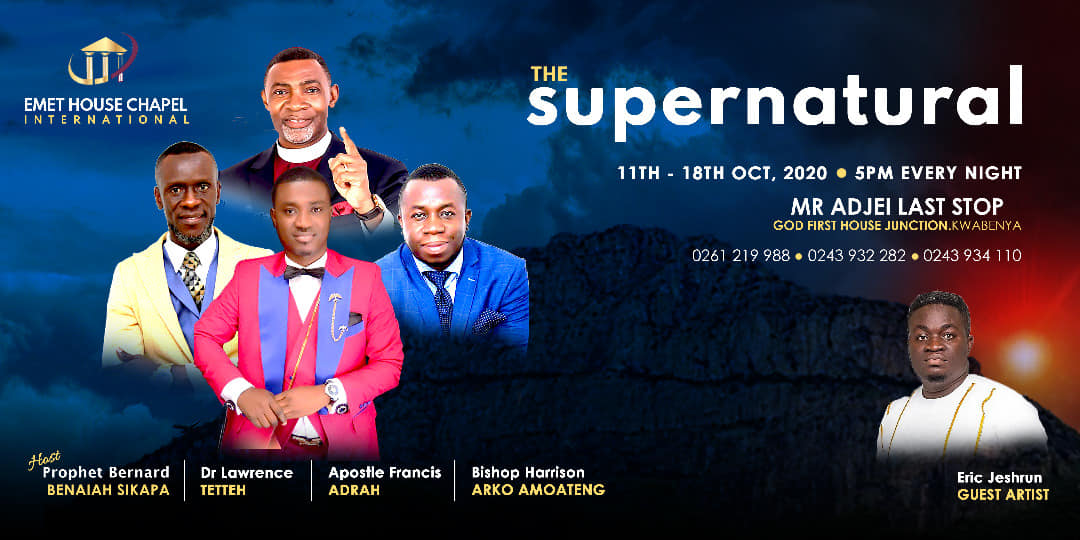 EMET HOUSE CHAPEL
INTERNATIONAL
THE
supernatural
11TH - 18TH OCT, 2020 • 5PM EVERY NIGHT
MR ADJEI LAST STOP
GOD FIRST HOUSE JUNCTION.KWABENYA
0261 219 988 • 0243 932 282 • 0243 934 110
Host
Prophet Bernard
BENAIAH SIKAPA
Dr Lawrence
TETTEH
Apostle Francis
ADRAH
Bishop Harrison
ARKO AMOATENG
Eric Jeshrun
GUEST ARTIST